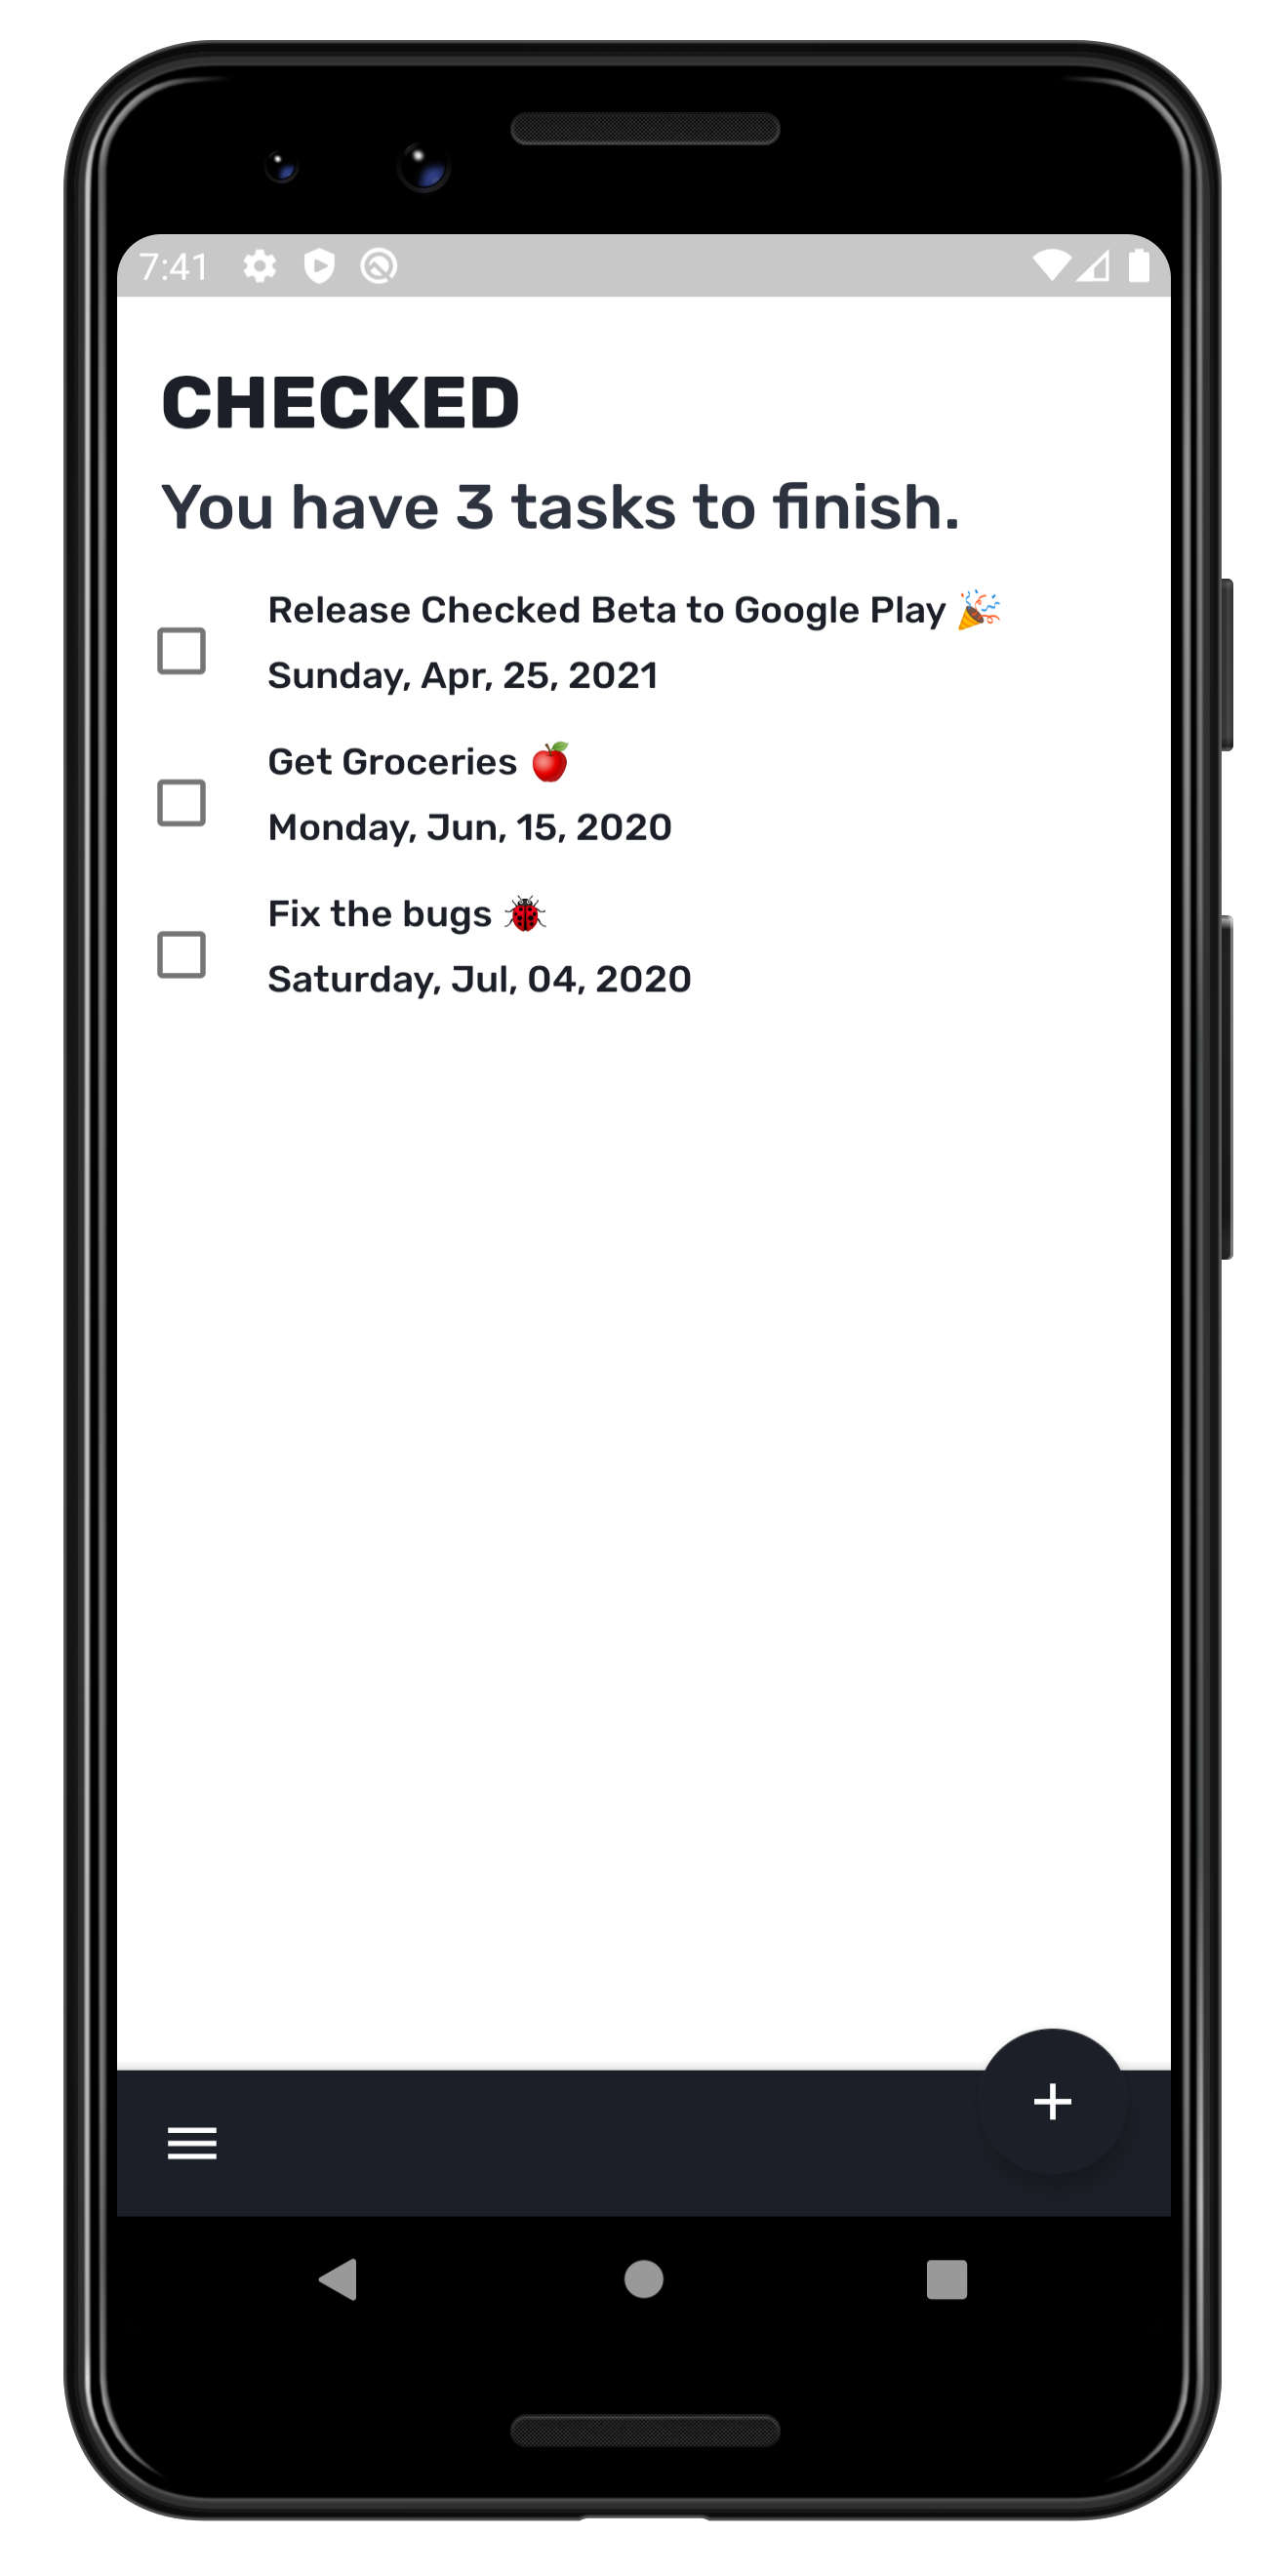 7:41
CHECKED
You have 3 tasks to finish.
Release Checked Beta to Google Play 🎉
Sunday, Apr, 25, 2021
Get Groceries 🍎
Monday, Jun, 15, 2020
Fix the bugs 🐞
Saturday, Jul, 04, 2020